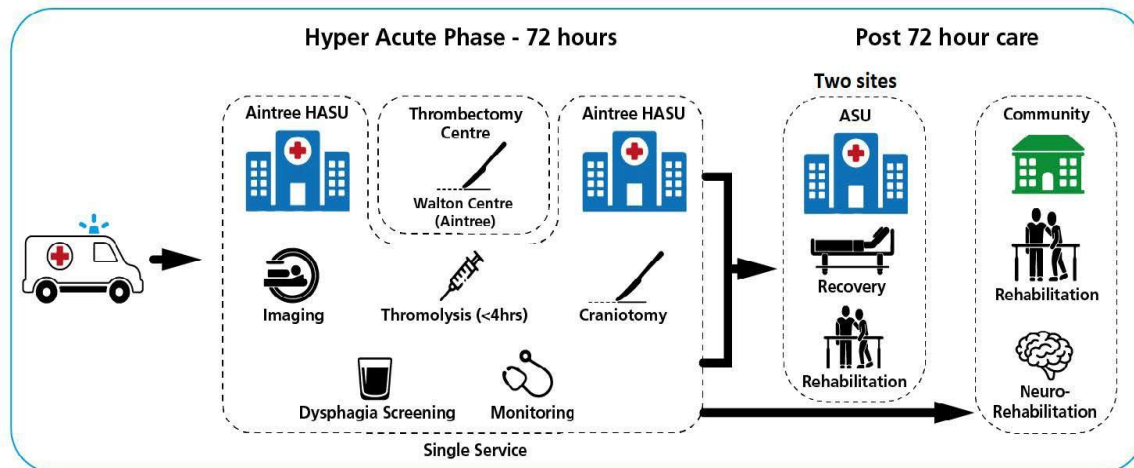 Hyper Acute Phase - 72 hours
Post 72 hour care
Two sites
Aintree HASU
Thrombectomy
Centre
Walton Centre
(Aintree)
Aintree HASU
Imaging
Thromolysis (<4hrs)
Craniotomy
Dysphagia Screening
Monitoring
Single Service
ASU
Recovery
Rehabilitation
Community
Rehabilitation
Neuro-
Rehabilitation